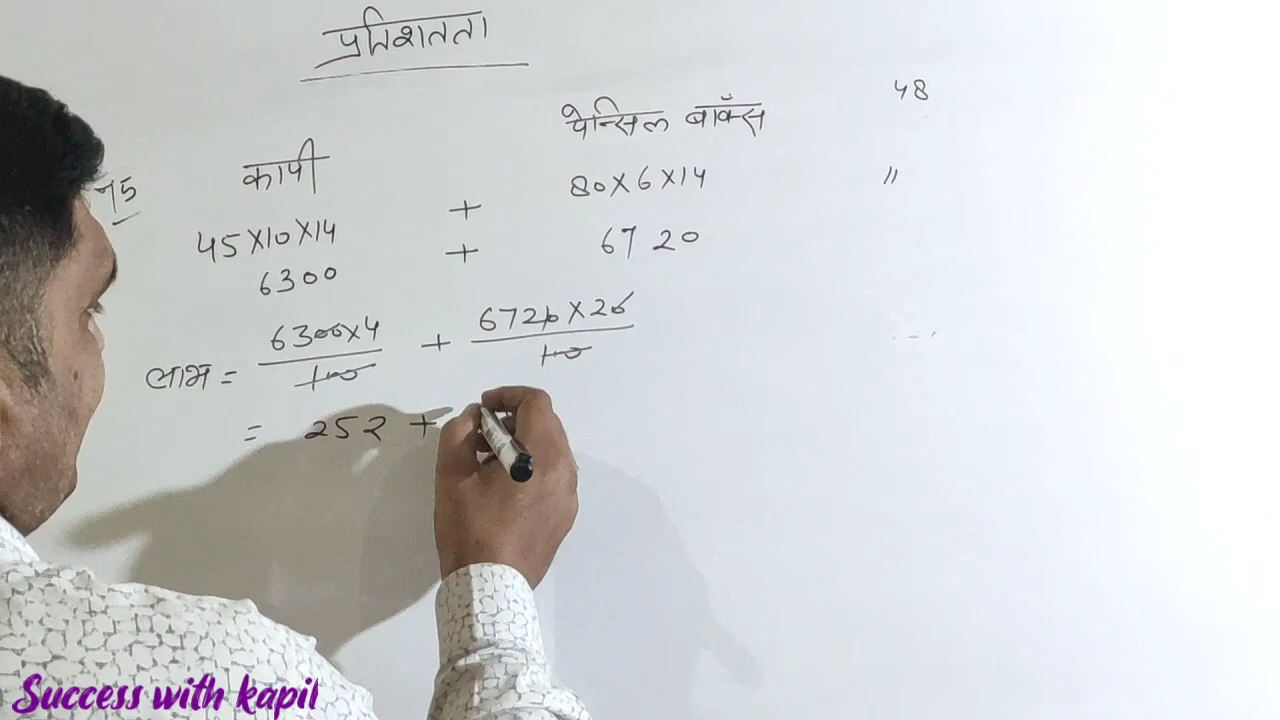 प्रतिशतता
48
पेन्सिल बॉक्स
75
कापी
80×6×14
"
45×10×14
+
6300
+
6720
लाभ = 6300×4/100 + 6720×20/100
= 252 +
Success with kapil